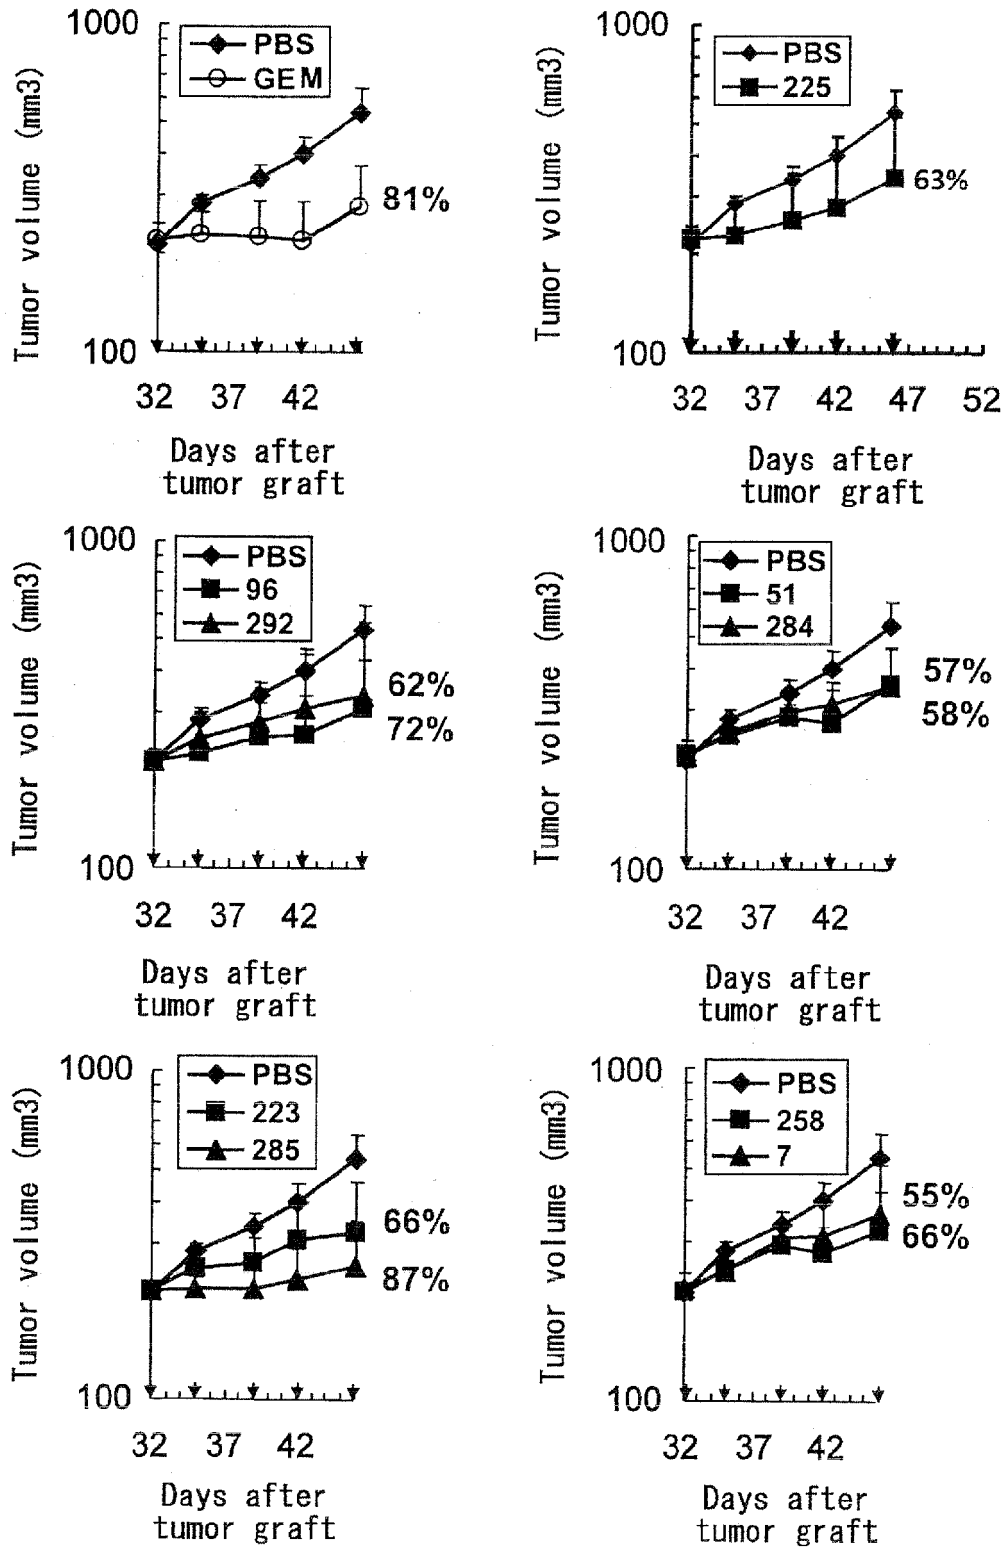 1000
PBS
GEM
81%
Tumor volume (mm3)
100
32 37 42
Days after
tumor graft
1000
PBS
225
63%
Tumor volume (mm3)
100
32 37 42 47 52
Days after
tumor graft
1000
PBS
96
292
62%
72%
Tumor volume (mm3)
100
32 37 42
Days after
tumor graft
1000
PBS
51
284
57%
58%
Tumor volume (mm3)
100
32 37 42
Days after
tumor graft
1000
PBS
223
285
66%
87%
Tumor volume (mm3)
100
32 37 42
Days after
tumor graft
1000
PBS
258
7
55%
66%
Tumor volume (mm3)
100
32 37 42
Days after
tumor graft